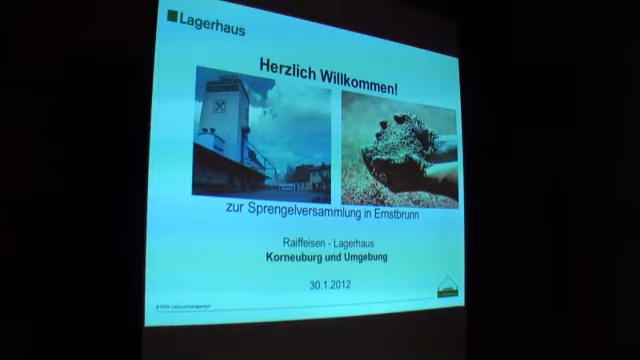 Lagerhaus
Herzlich Willkommen!
zur Sprengelversammlung in Ernstbrunn
Raiffeisen - Lagerhaus
Korneuburg und Umgebung
30.1.2012